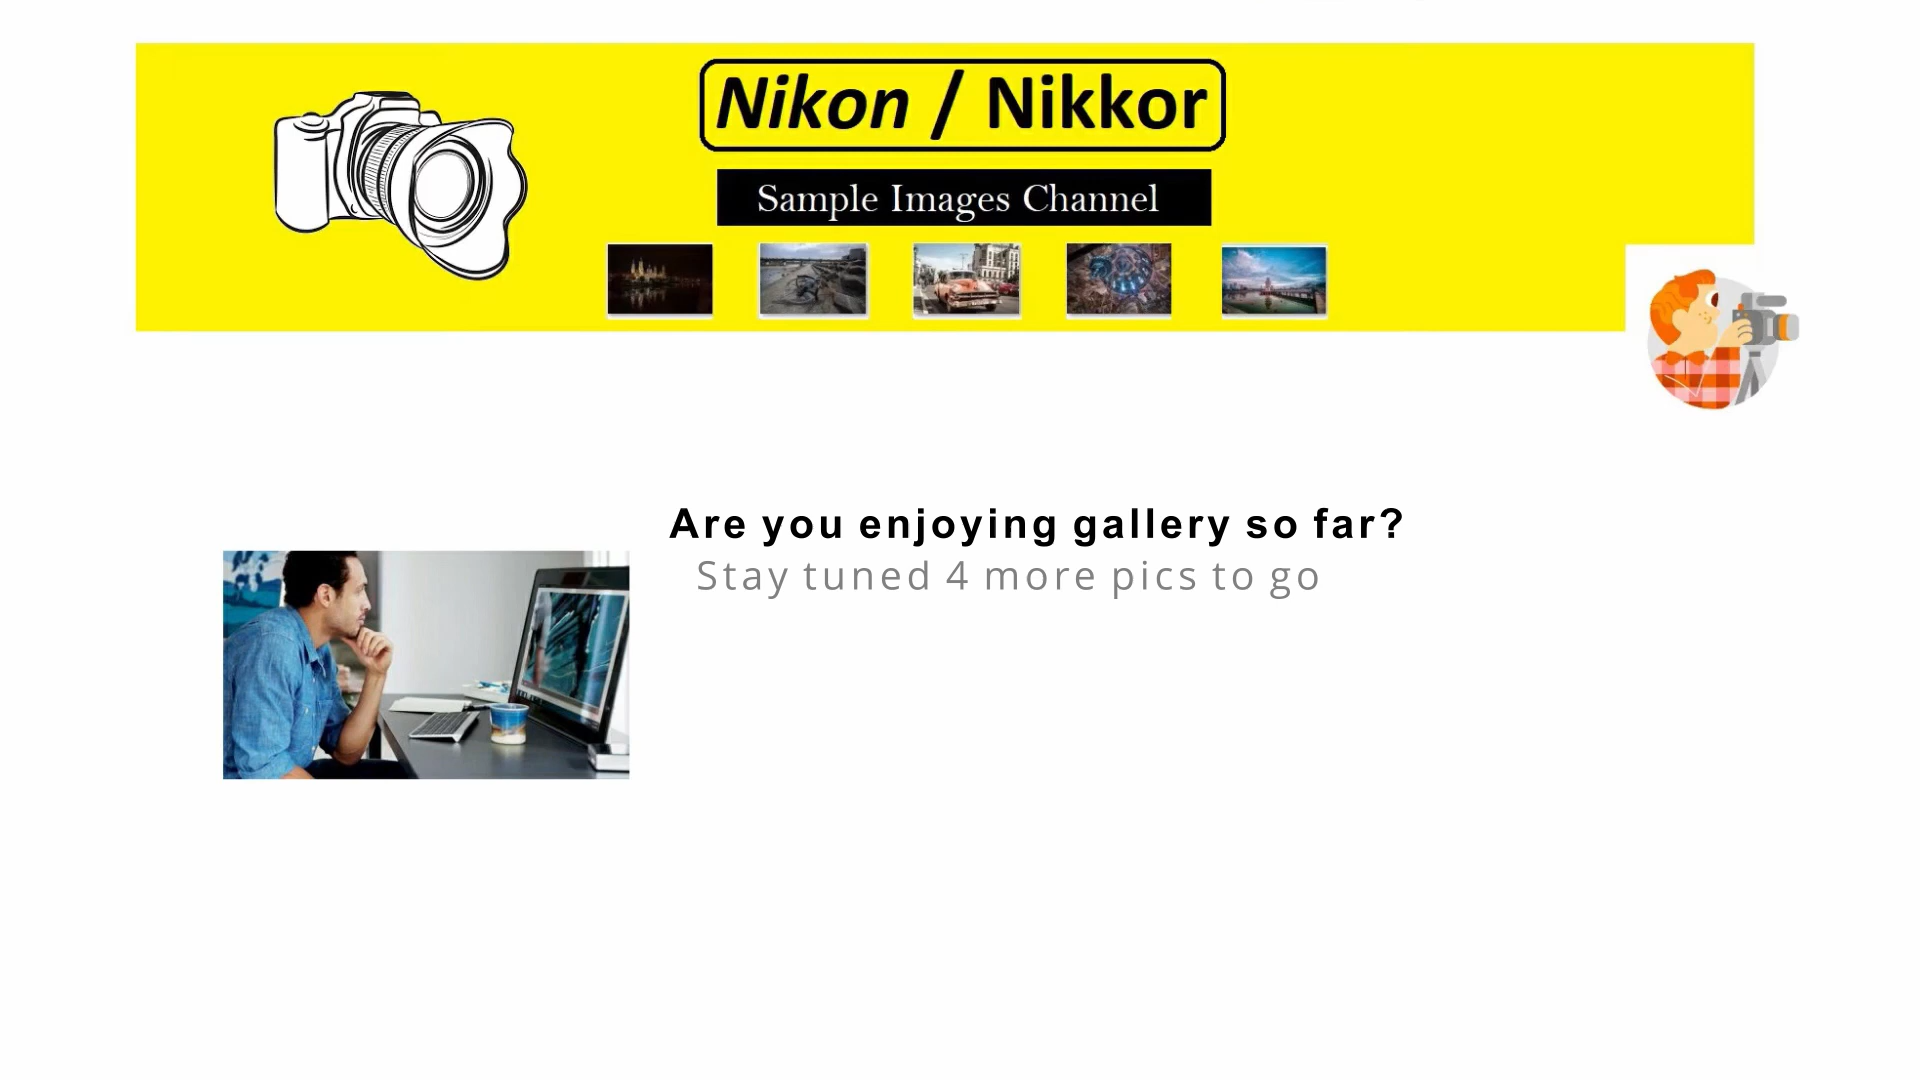 Nikon / Nikkor
Sample Images Channel
Are you enjoying gallery so far?
Stay tuned 4 more pics to go